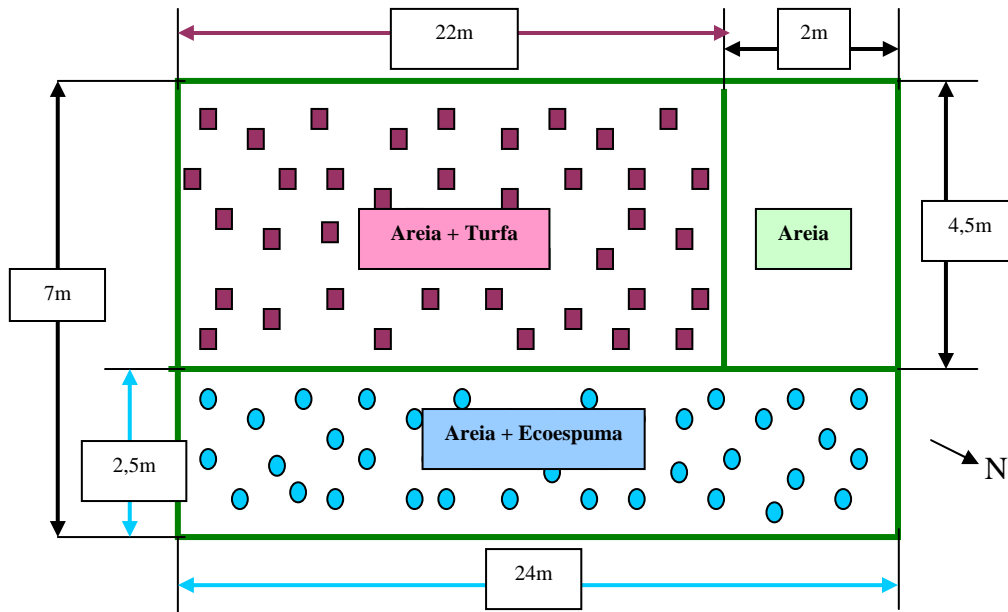 22m
2m
Areia + Turfa
Areia
4,5m
7m
Areia + Ecoespuma
2,5m
N
24m